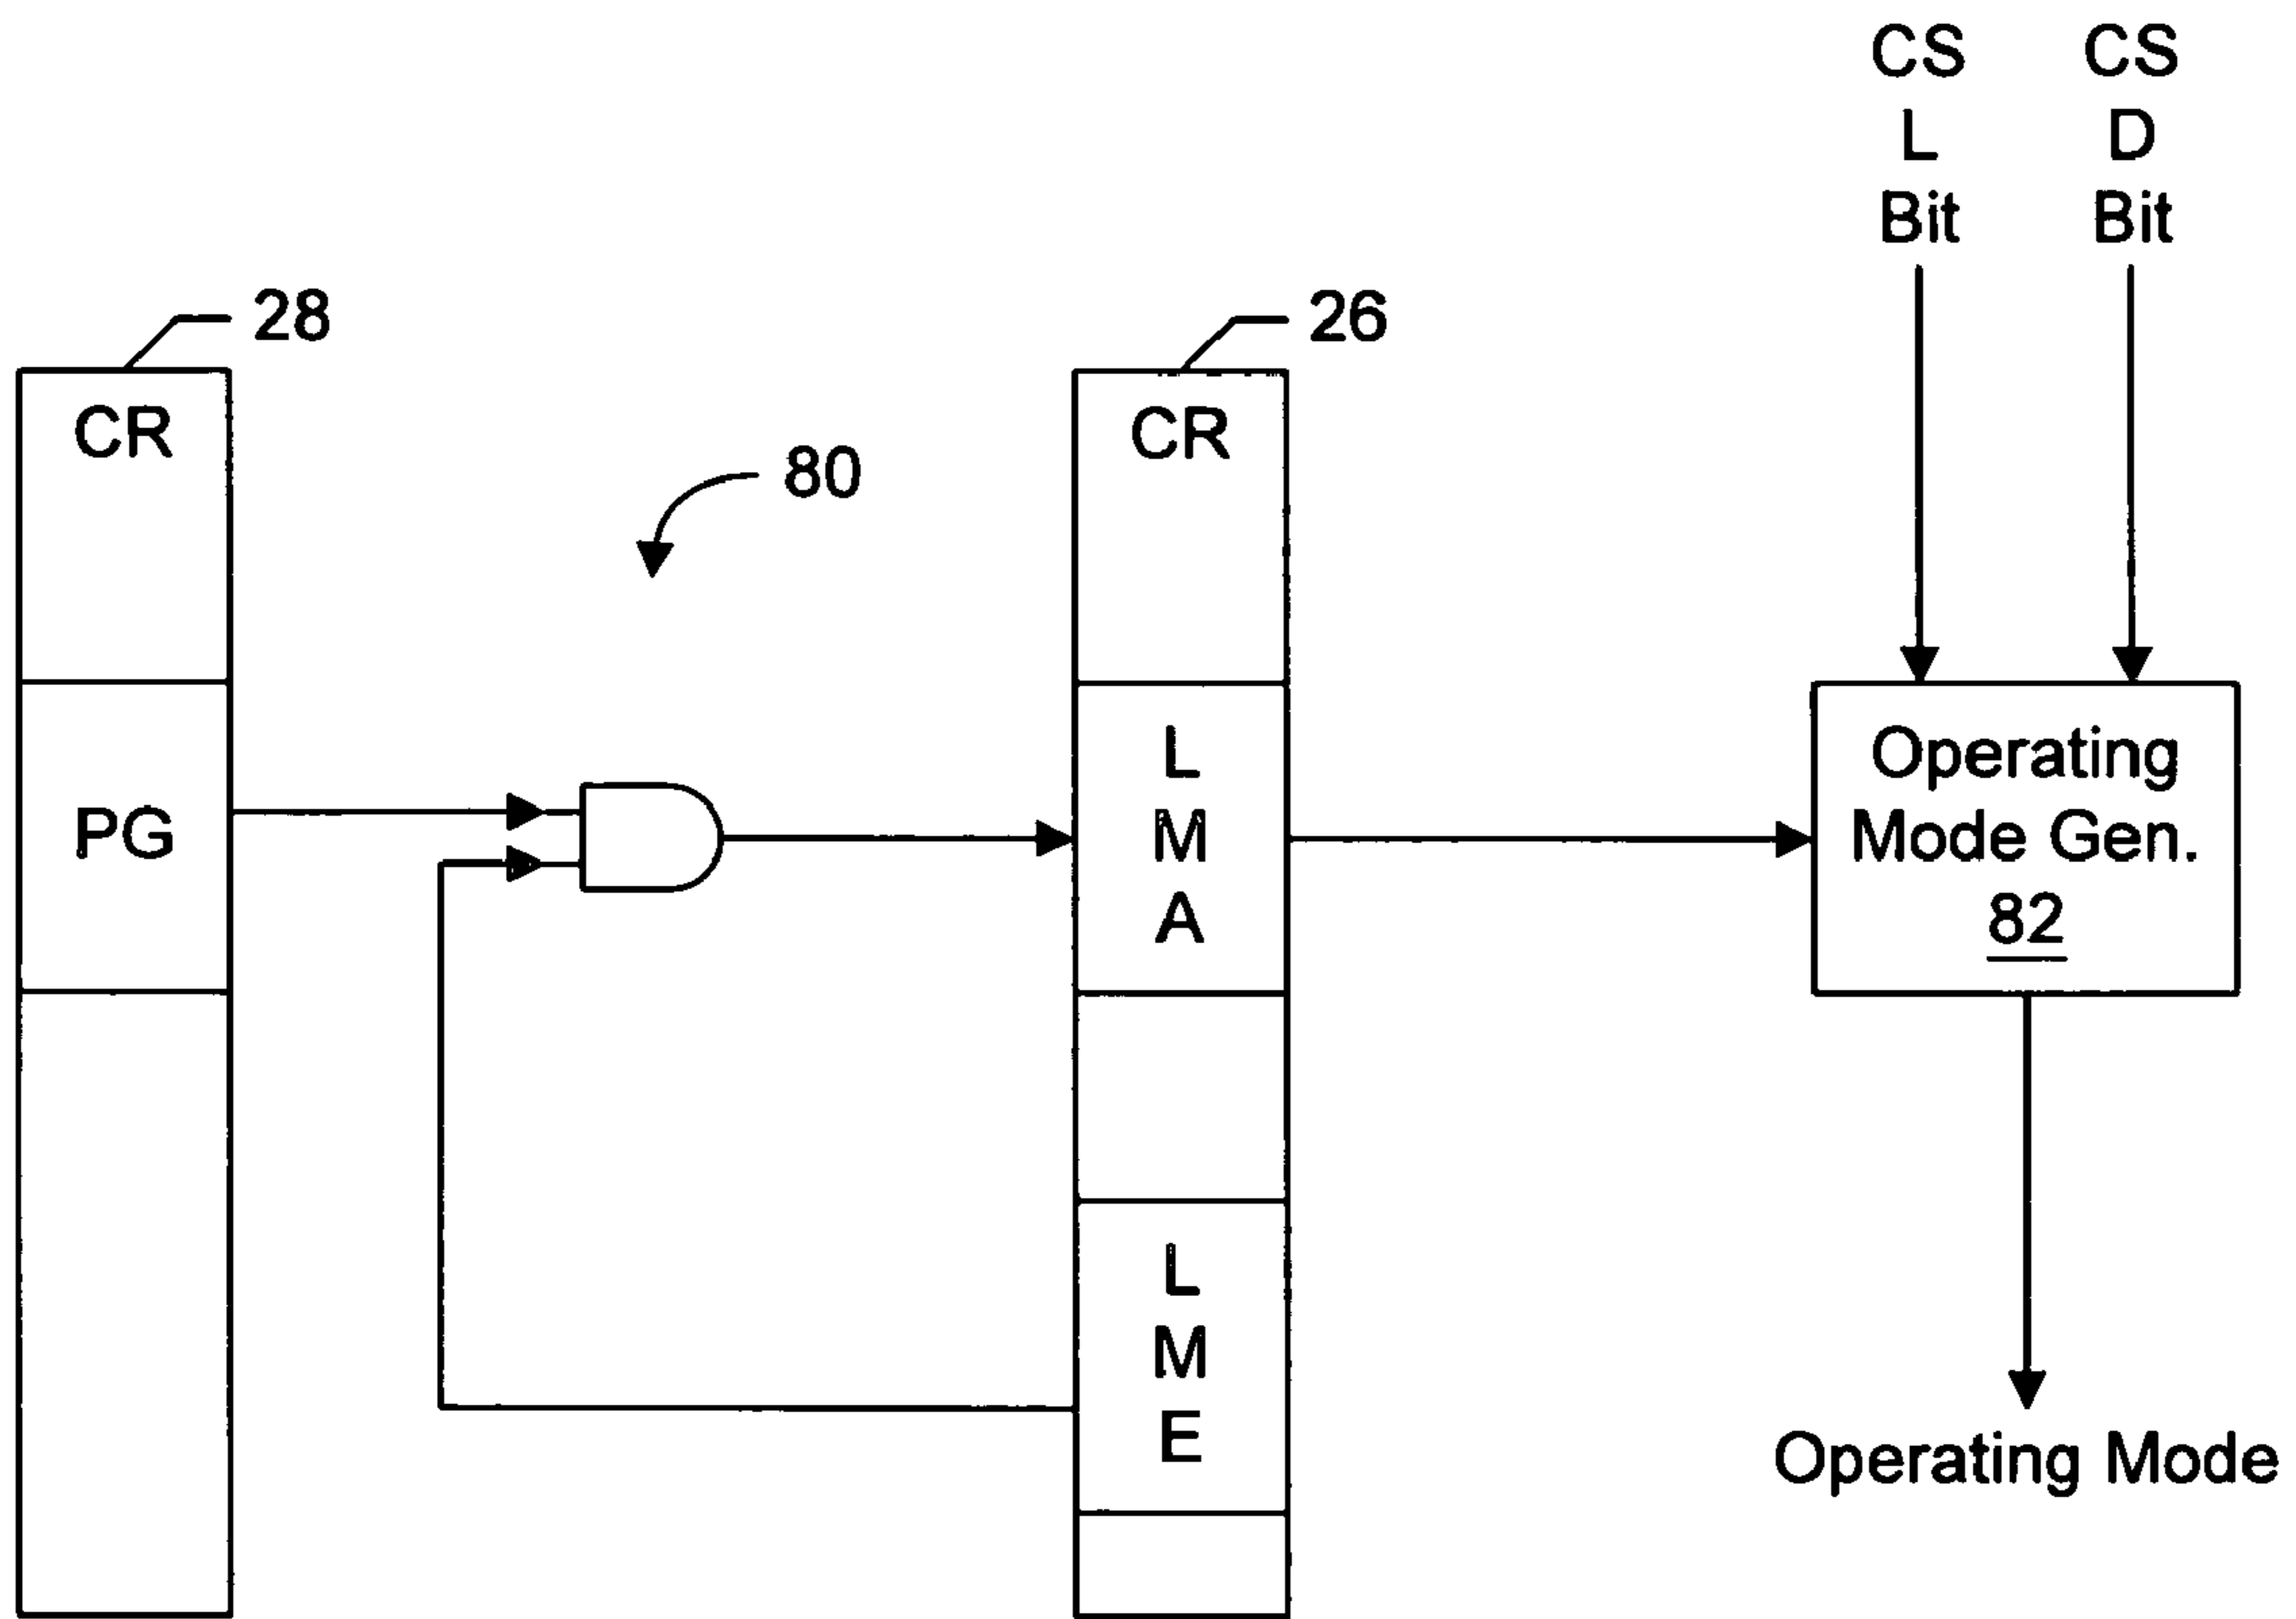 CS
L
Bit
CS
D
Bit
28
26
CR
80
CR
PG
L
M
A
Operating
Mode Gen.
82
L
M
E
Operating Mode